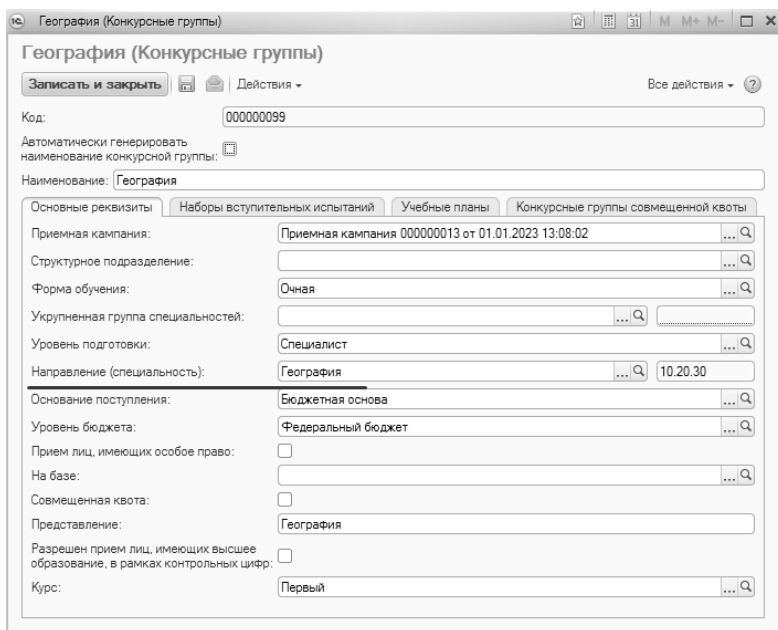 География (Конкурсные группы) M M+ M-
География (Конкурсные группы)
Записать и закрыть Действия Все действия ?
Код: 000000099
Автоматически генерировать
наименование конкурсной группы:
Наименование: География
Основные реквизиты Наборы вступительных испытаний Учебные планы Конкурсные группы совмещенной квоты
Приемная кампания: Приемная кампания 000000013 от 01.01.2023 13:08:02 ...
Структурное подразделение: ...
Форма обучения: Очная ...
Укрупненная группа специальностей: ...
Уровень подготовки: Специалист ...
Направление (специальность): География ... 10.20.30
Основание поступления: Бюджетная основа ...
Уровень бюджета: Федеральный бюджет ...
Прием лиц, имеющих особое право:
На базе: ...
Совмещенная квота:
Представление: География
Разрешен прием лиц, имеющих высшее
образование, в рамках контрольных цифр:
Курс: Первый ...